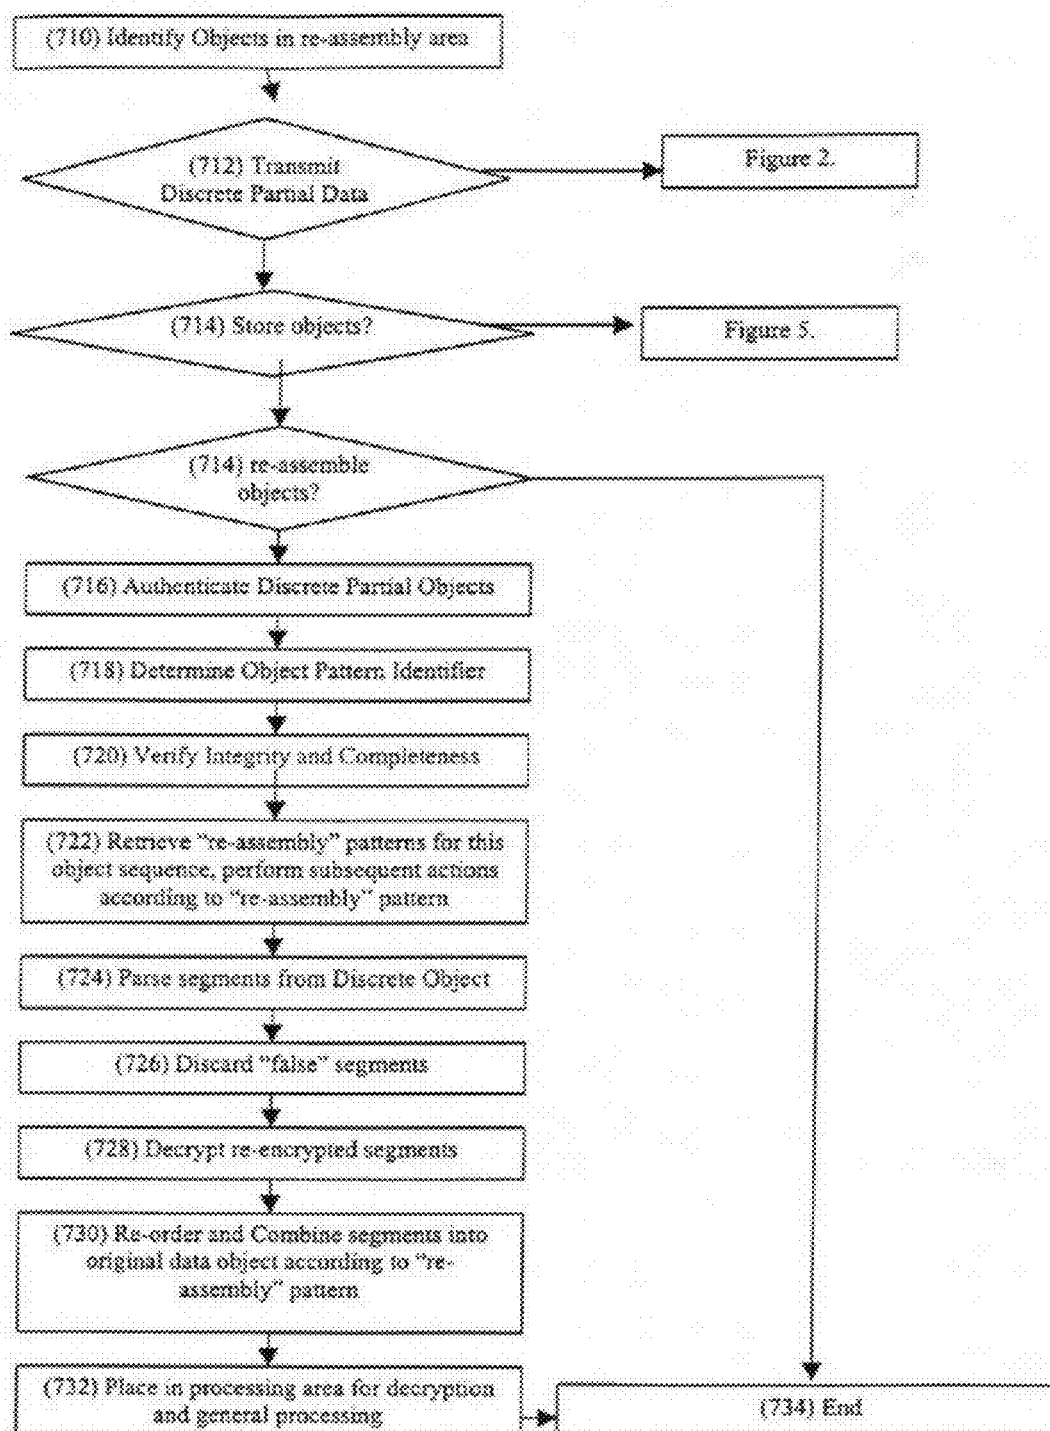 (710) Identify Objects in re-assembly area
(712) Transmit
Discrete Partial Data
Figure 2.
(714) Store objects?
Figure 5.
(714) re-assemble
objects?
(716) Authenticate Discrete Partial Objects
(718) Determine Object Pattern Identifier
(720) Verify Integrity and Completeness
(722) Retrieve “re-assembly” patterns for this
object sequence, perform subsequent actions
according to “re-assembly” pattern
(724) Parse segments from Discrete Object
(726) Discard “false” segments
(728) Decrypt re-encrypted segments
(730) Re-order and Combine segments into
original data object according to “re-
assembly” pattern
(732) Place in processing area for decryption
and general processing
(734) End